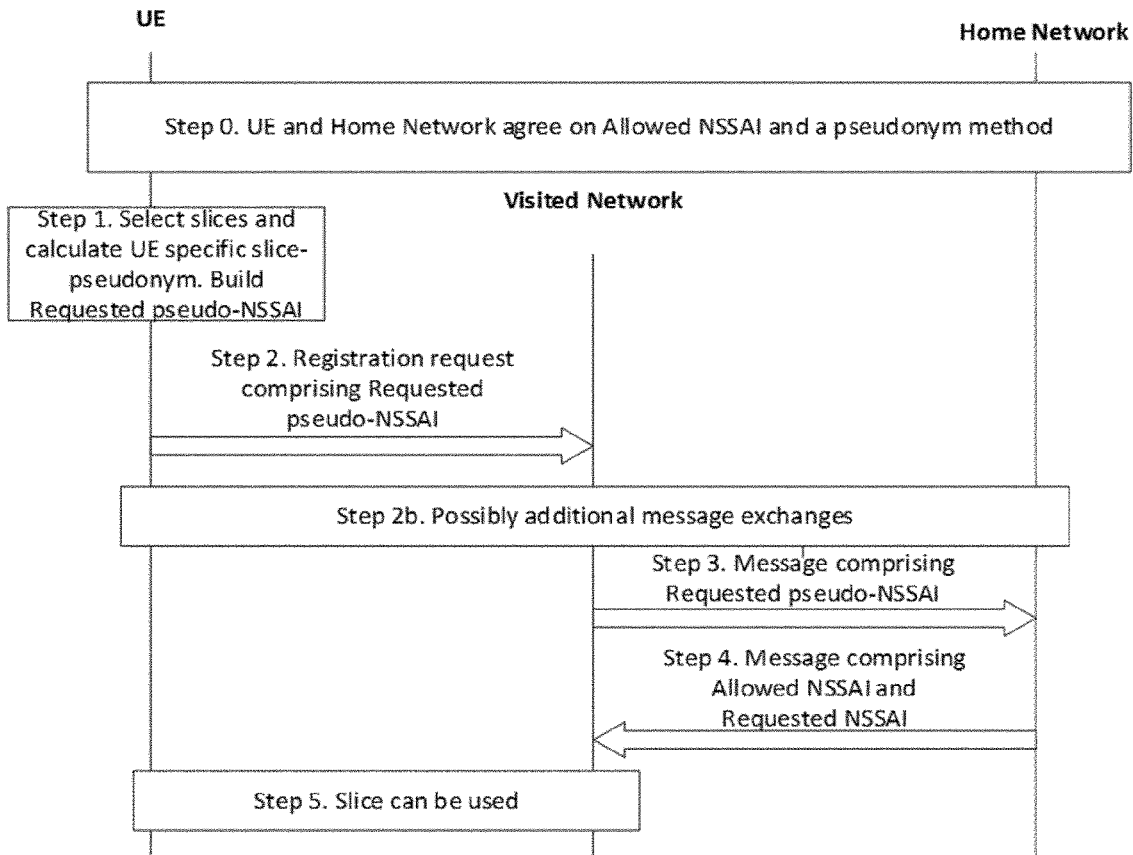 UE
Home Network
Step 0. UE and Home Network agree on Allowed NSSAI and a pseudonym method
Visited Network
Step 1. Select slices and
calculate UE specific slice-
pseudonym. Build
Requested pseudo-NSSAI
Step 2. Registration request
comprising Requested
pseudo-NSSAI
Step 2b. Possibly additional message exchanges
Step 3. Message comprising
Requested pseudo-NSSAI
Step 4. Message comprising
Allowed NSSAI and
Requested NSSAI
Step 5. Slice can be used